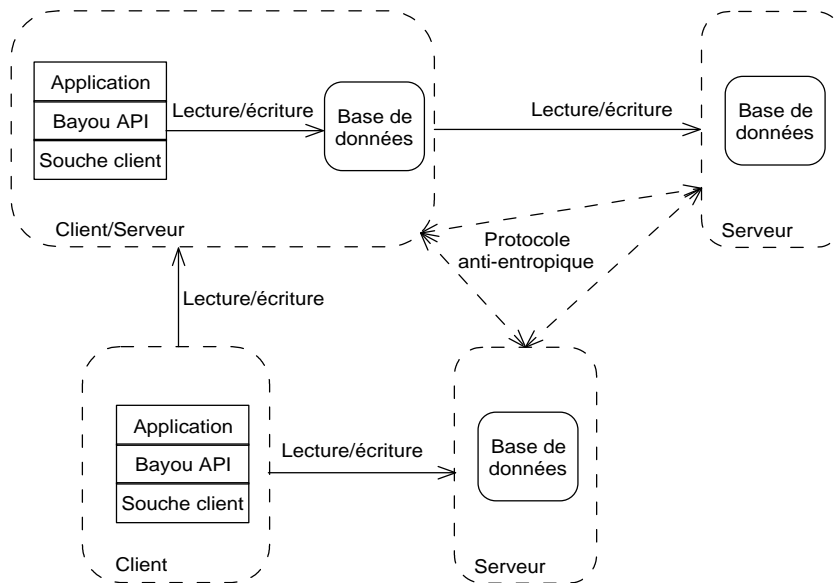 Application
Bayou API
Souche client
Lecture/écriture
Base de
données
Lecture/écriture
Base de
données
Client/Serveur
Serveur
Protocole
anti-entropique
Lecture/écriture
Application
Bayou API
Souche client
Lecture/écriture
Base de
données
Client
Serveur